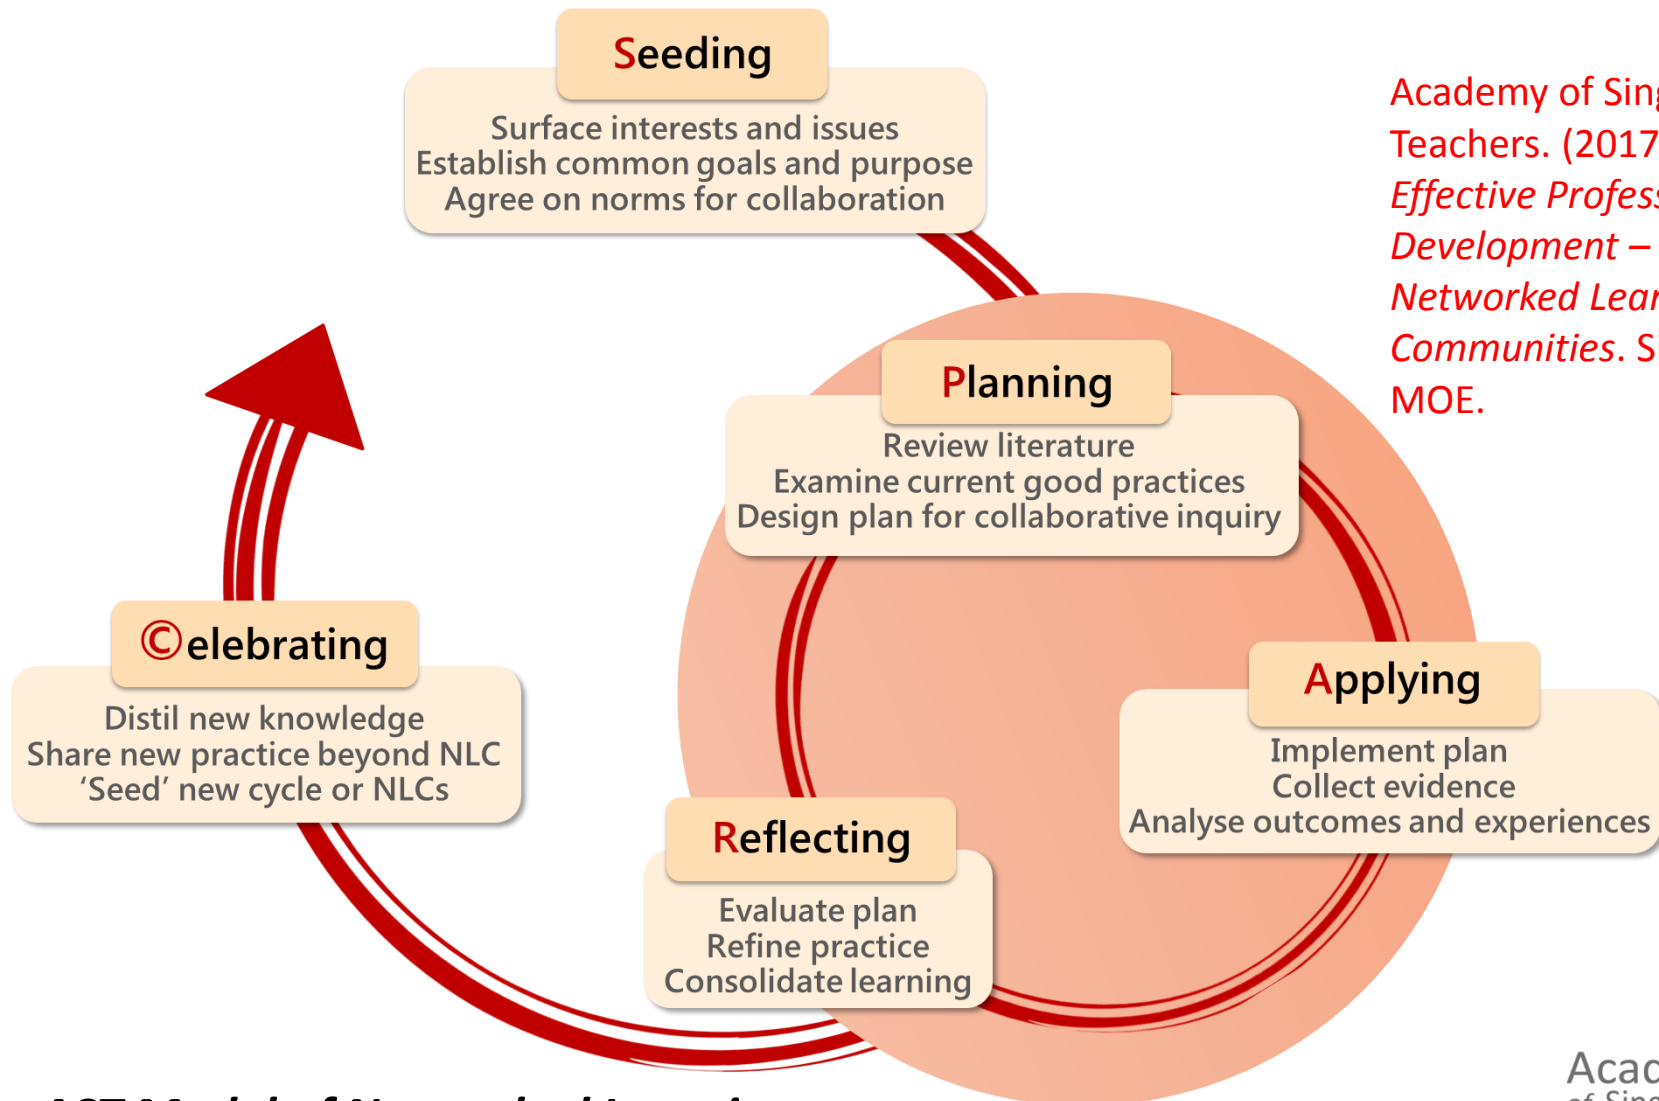 Seeding
Surface interests and issues
Establish common goals and purpose
Agree on norms for collaboration
Academy of
Teachers. (2017
Effective
Development –
Networked
Communities.
MOE.
Planning
Review literature
Examine current good practices
Design plan for collaborative inquiry
©elebrating
Distil new knowledge
Share new practice beyond NLC
‘Seed’ new cycle or NLCs
Applying
Implement plan
Collect evidence
Analyse outcomes and experiences
Reflecting
Evaluate plan
Refine practice
Consolidate learning